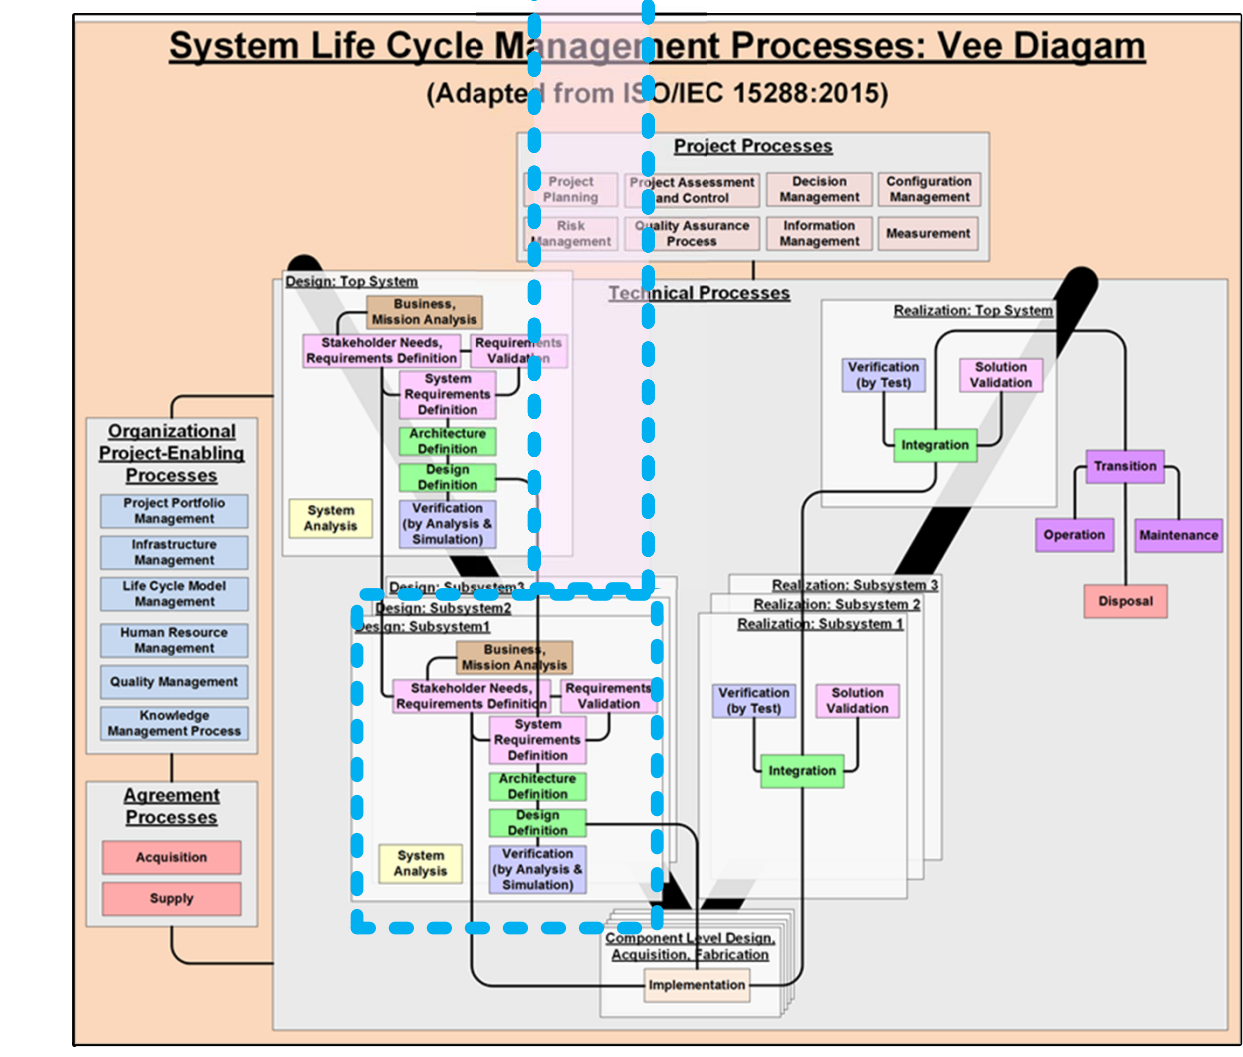 System Life Cycle Management Processes: Vee Diagam
(Adapted from ISO/IEC 15288:2015)
Project Processes
Project
Planning
Project Assessment
and Control
Decision
Management
Configuration
Management
Risk
Management
Quality Assurance
Process
Information
Management
Measurement
Technical Processes
Design: Top System
Business,
Mission Analysis
Stakeholder Needs,
Requirements Definition
Requirements
Validation
System
Requirements
Definition
Architecture
Definition
Design
Definition
System
Analysis
Verification
(by Analysis &
Simulation)
Realization: Top System
Verification
(by Test)
Solution
Validation
Integration
Transition
Operation
Maintenance
Disposal
Organizational
Project-Enabling
Processes
Project Portfolio
Management
Infrastructure
Management
Life Cycle Model
Management
Human Resource
Management
Quality Management
Knowledge
Management Process
Agreement
Processes
Acquisition
Supply
Design: Subsystem3
Design: Subsystem2
Design: Subsystem1
Business,
Mission Analysis
Stakeholder Needs,
Requirements Definition
Requirements
Validation
System
Requirements
Definition
Architecture
Definition
Design
Definition
System
Analysis
Verification
(by Analysis &
Simulation)
Realization: Subsystem 3
Realization: Subsystem 2
Realization: Subsystem 1
Verification
(by Test)
Solution
Validation
Integration
Component Level Design,
Acquisition, Fabrication
Implementation